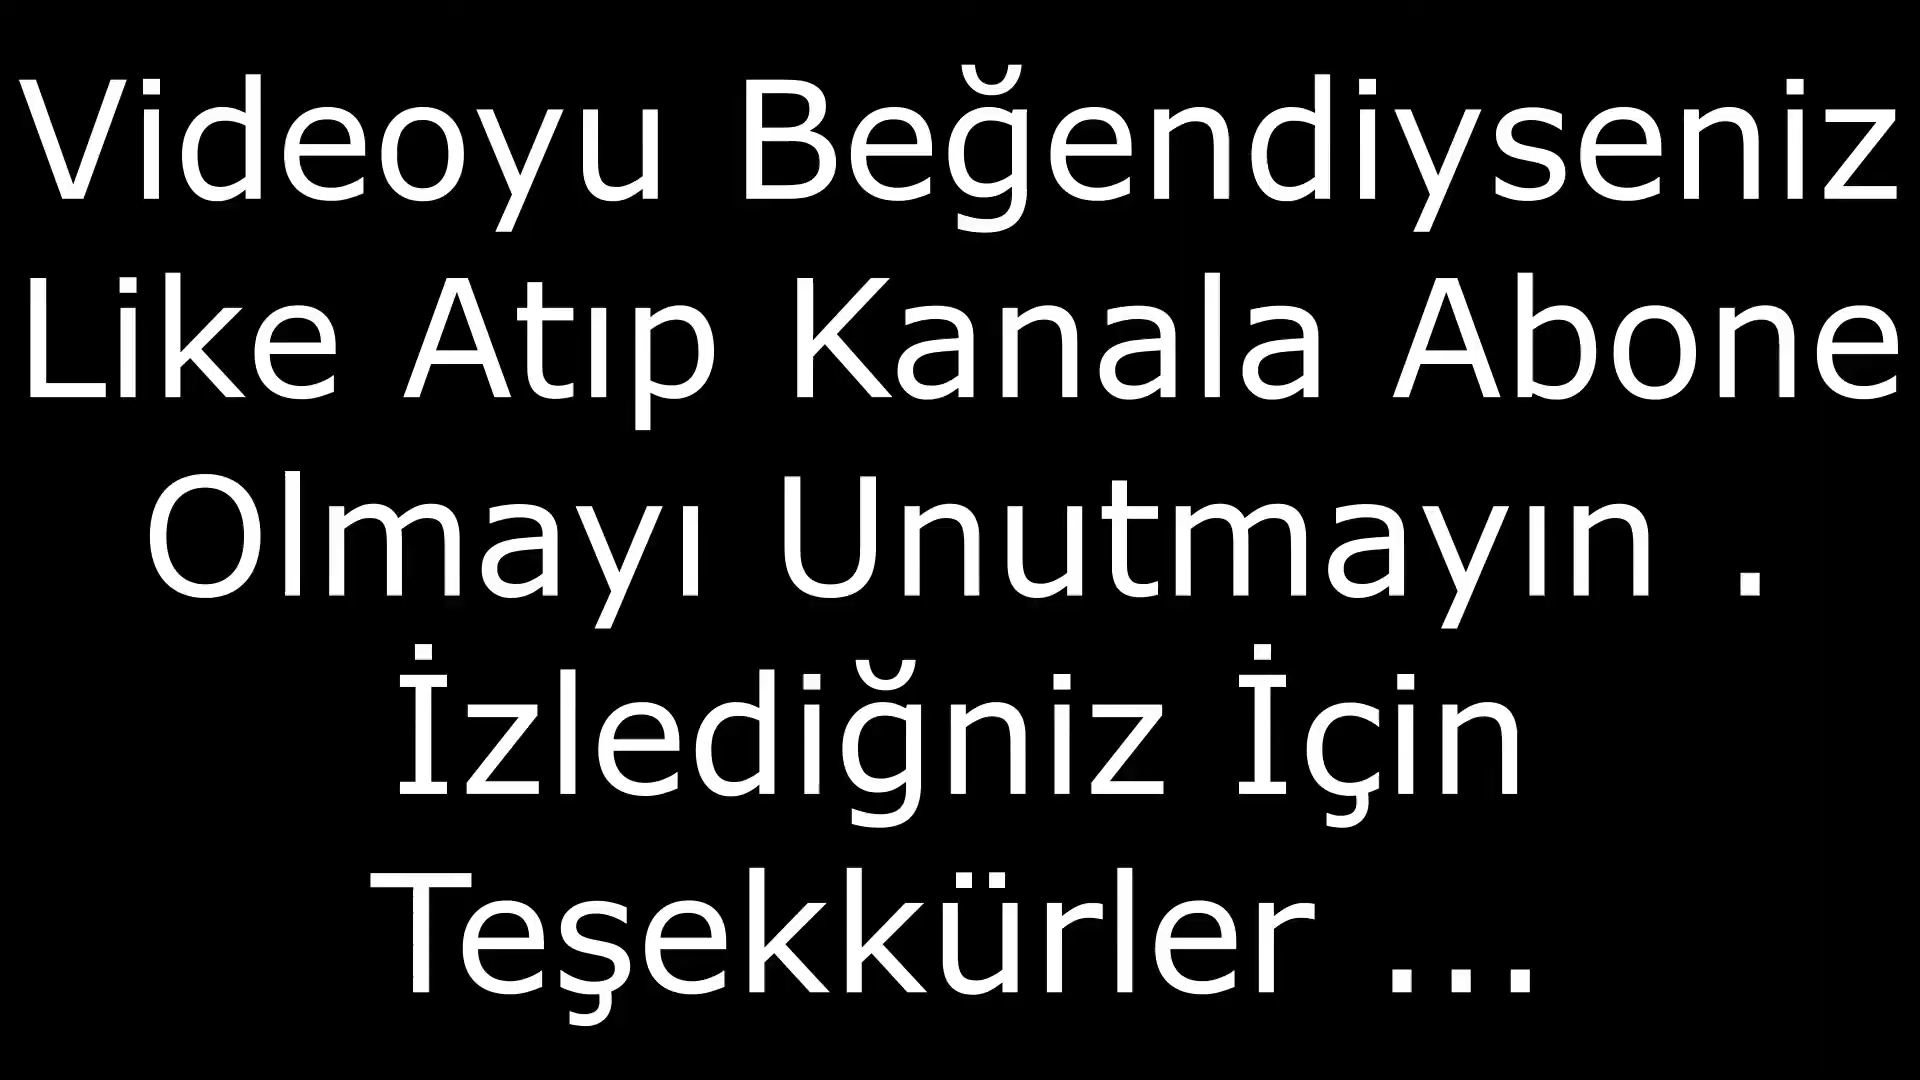 Videoyu Beğendiyseniz
Like Atıp Kanala Abone
Olmayı Unutmayın .
İzlediğniz İçin
Teşekkürler ...